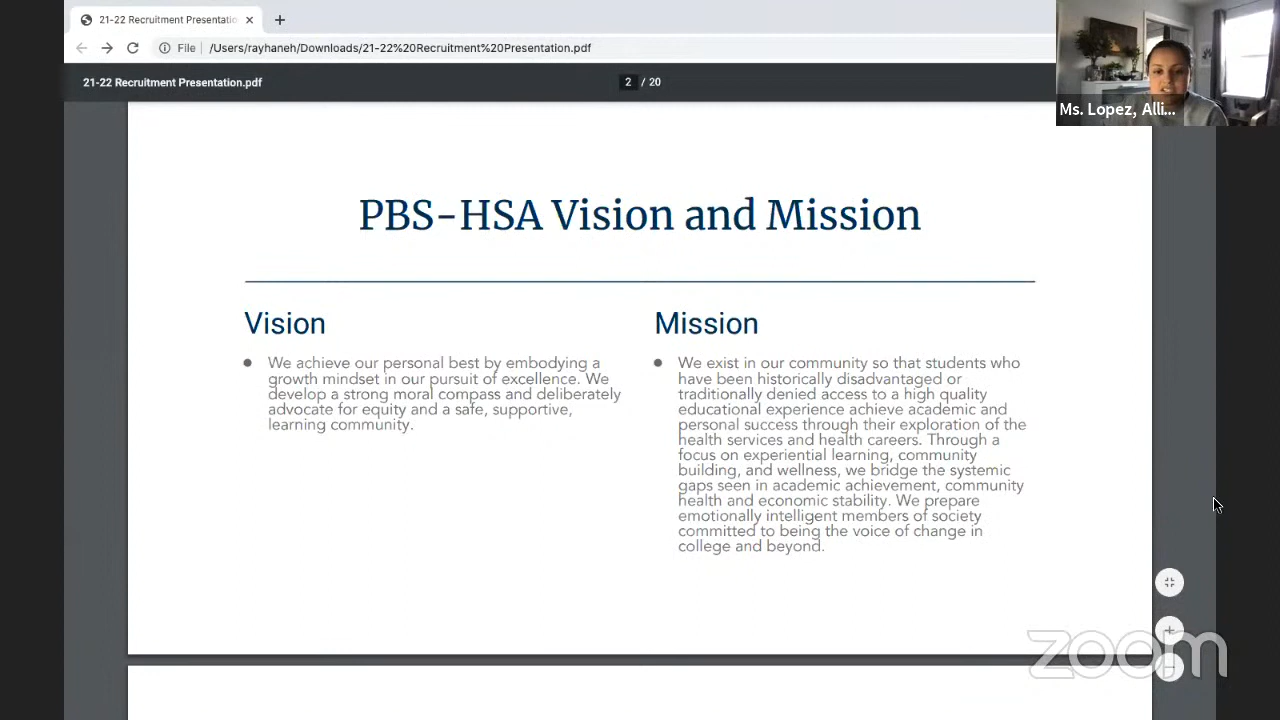 21-22 Recruitment Presentatio
File /Users/rayhaneh/Downloads/21-22%20Recruitment%20Presentation.pdf
21-22 Recruitment Presentation.pdf
2 / 20
Ms. Lopez, Alli...
PBS-HSA Vision and Mission
Vision
We achieve our personal best by embodying a
growth mindset in our pursuit of excellence. We
develop a strong moral compass and deliberately
advocate for equity and a safe, supportive,
learning community.
Mission
We exist in our community so that students who
have been historically disadvantaged or
traditionally denied access to a high quality
educational experience achieve academic and
personal success through their exploration of the
health services and health careers. Through a
focus on experiential learning, community
building, and wellness, we bridge the systemic
gaps seen in academic achievement, community
health and economic stability. We prepare
emotionally intelligent members of society
committed to being the voice of change in
college and beyond.
zoom